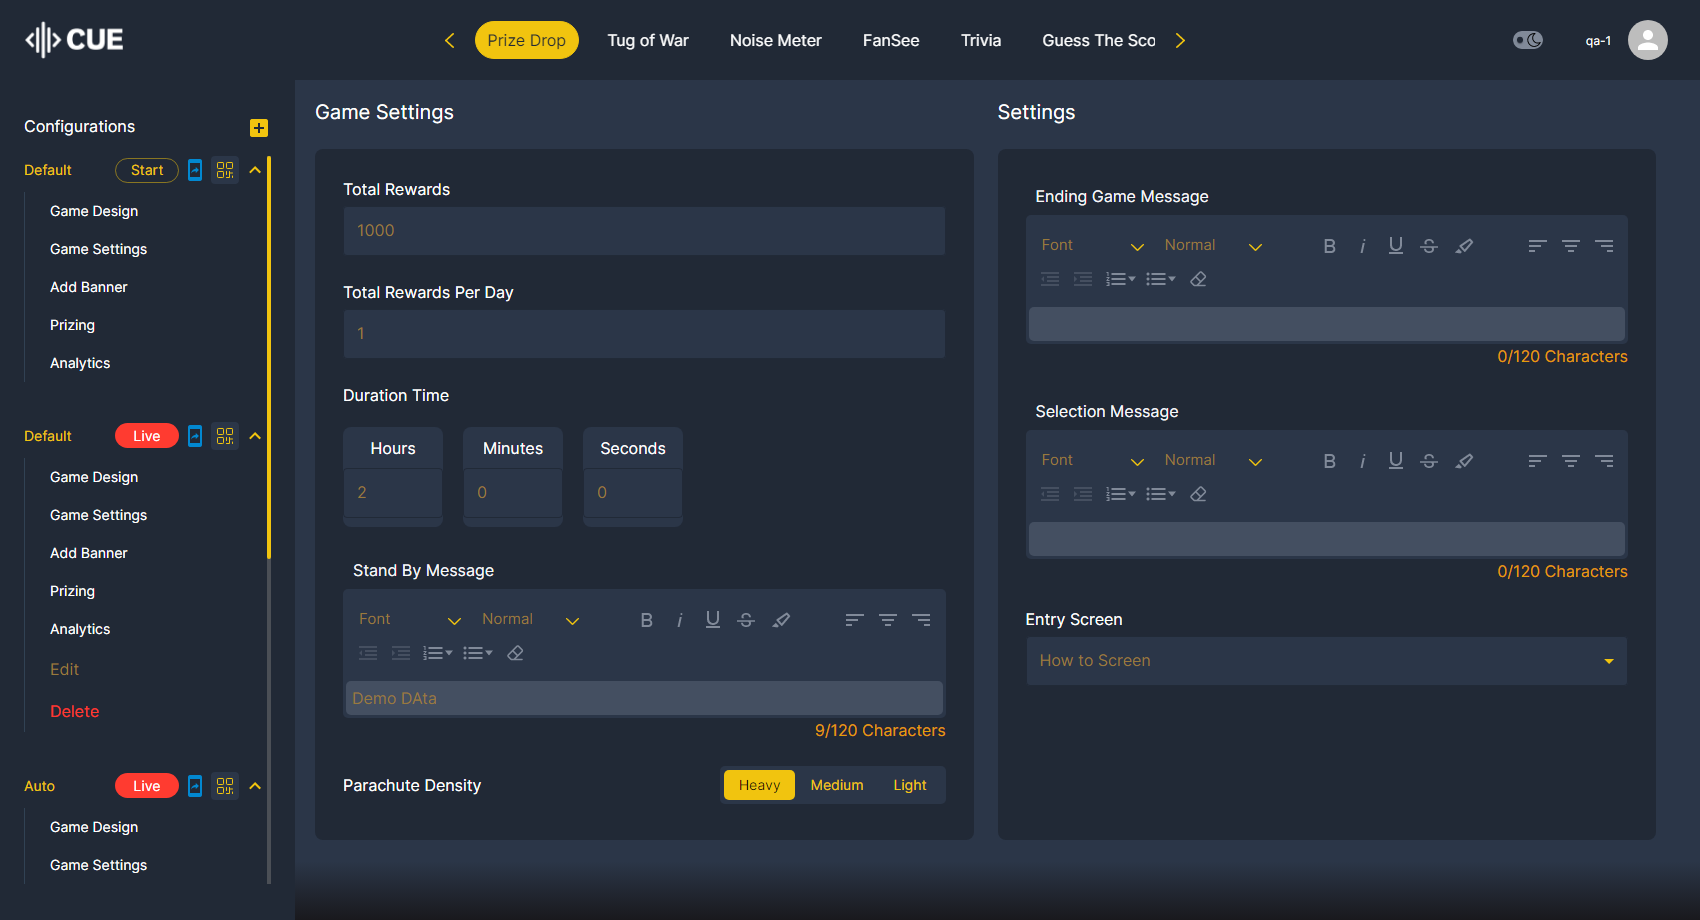 CUE
Prize Drop
Tug of War
Noise Meter
FanSee
Trivia
Guess The Sco
qa-1
Configurations
Default
Start
Game Design
Game Settings
Add Banner
Prizing
Analytics
Default
Live
Game Design
Game Settings
Add Banner
Prizing
Analytics
Edit
Delete
Auto
Live
Game Design
Game Settings
Game Settings
Total Rewards
1000
Total Rewards Per Day
1
Duration Time
Hours
Minutes
Seconds
2
0
0
Stand By Message
Font
Normal
Demo DAta
9/120 Characters
Parachute Density
Heavy
Medium
Light
Settings
Ending Game Message
Font
Normal
0/120 Characters
Selection Message
Font
Normal
0/120 Characters
Entry Screen
How to Screen